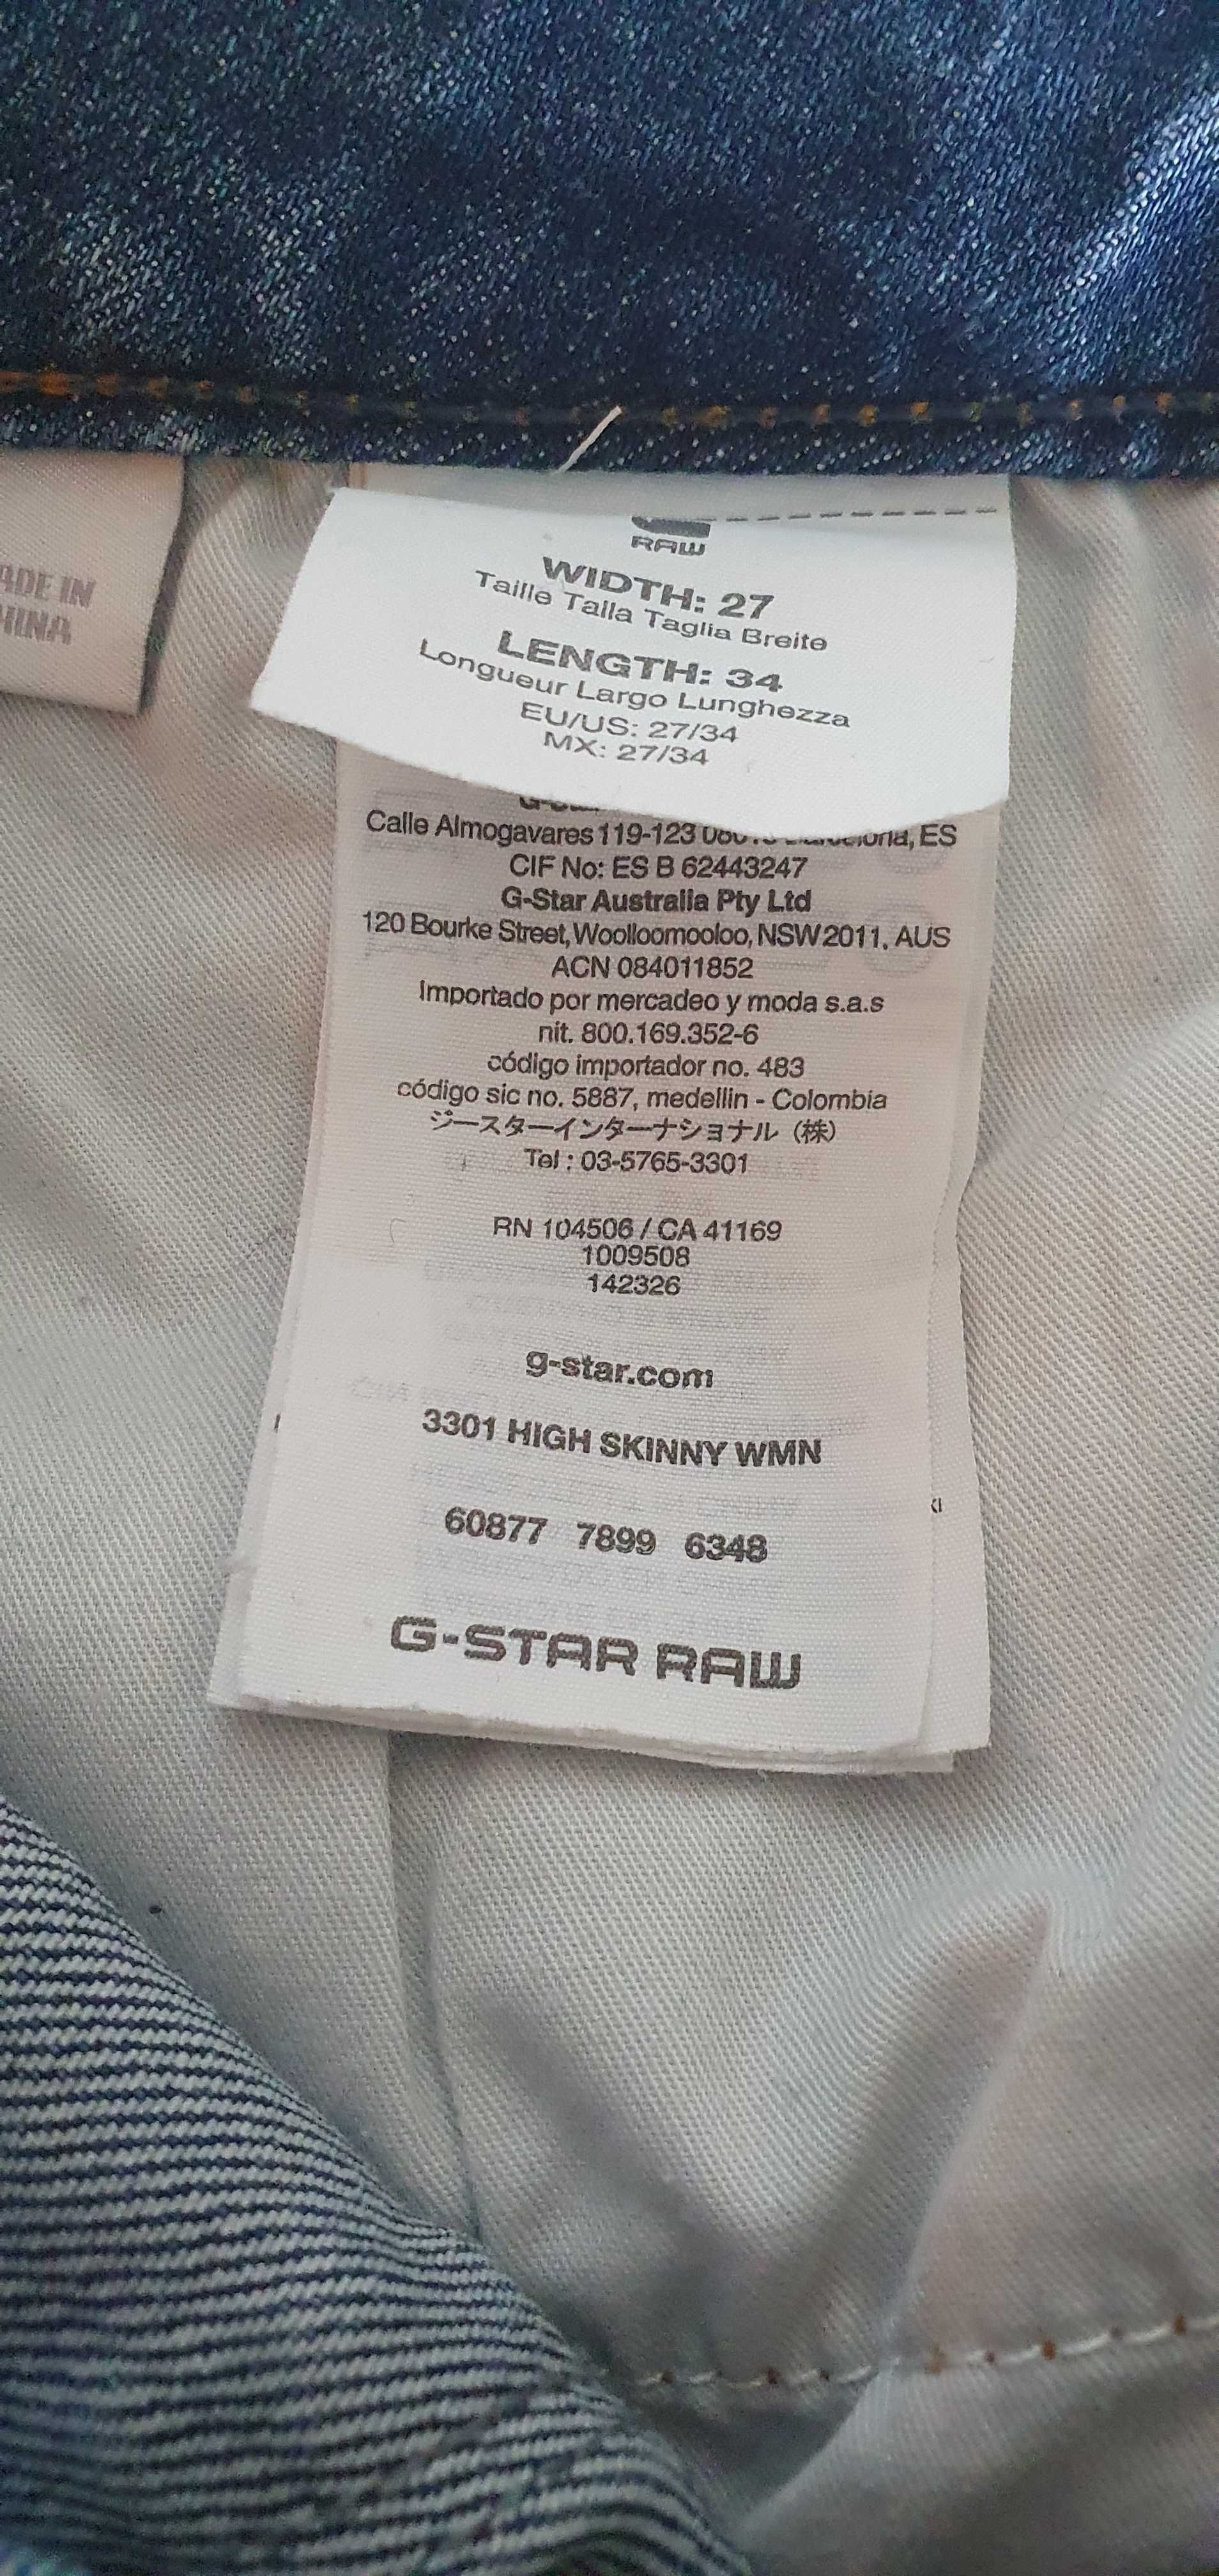 ADE IN
HINA
RAW
WIDTH: 27
Taille Talla Taglia Breite
LENGTH: 34
Longueur Largo Lunghezza
EU/US: 27/34
MX: 27/34
Calle Almogavares 119-123 ES
CIF No: ES B 62443247
G-Star Australia Pty Ltd
120 Bourke Street, Woolloomooloo, NSW 2011, AUS
ACN 084011852
Importado por mercadeo y moda s.a.s
nit. 800.169.352-6
código importador no. 483
código sic no. 5887, medellin - Colombia
ジースターインターナショナル（株）
Tel : 03-5765-3301
RN 104506 / CA 41169
1009508
142326
g-star.com
3301 HIGH SKINNY WMN
60877 7899 6348
G-STAR RAW